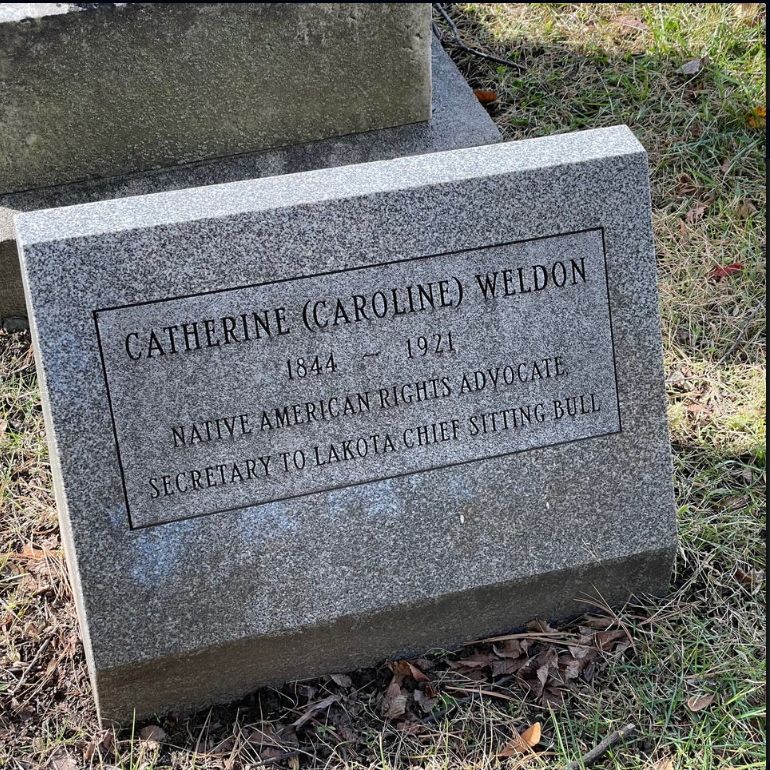 CATHERINE (CAROLINE) WELDON
1844 ~ 1921
NATIVE AMERICAN RIGHTS ADVOCATE,
SECRETARY TO LAKOTA CHIEF SITTING BULL